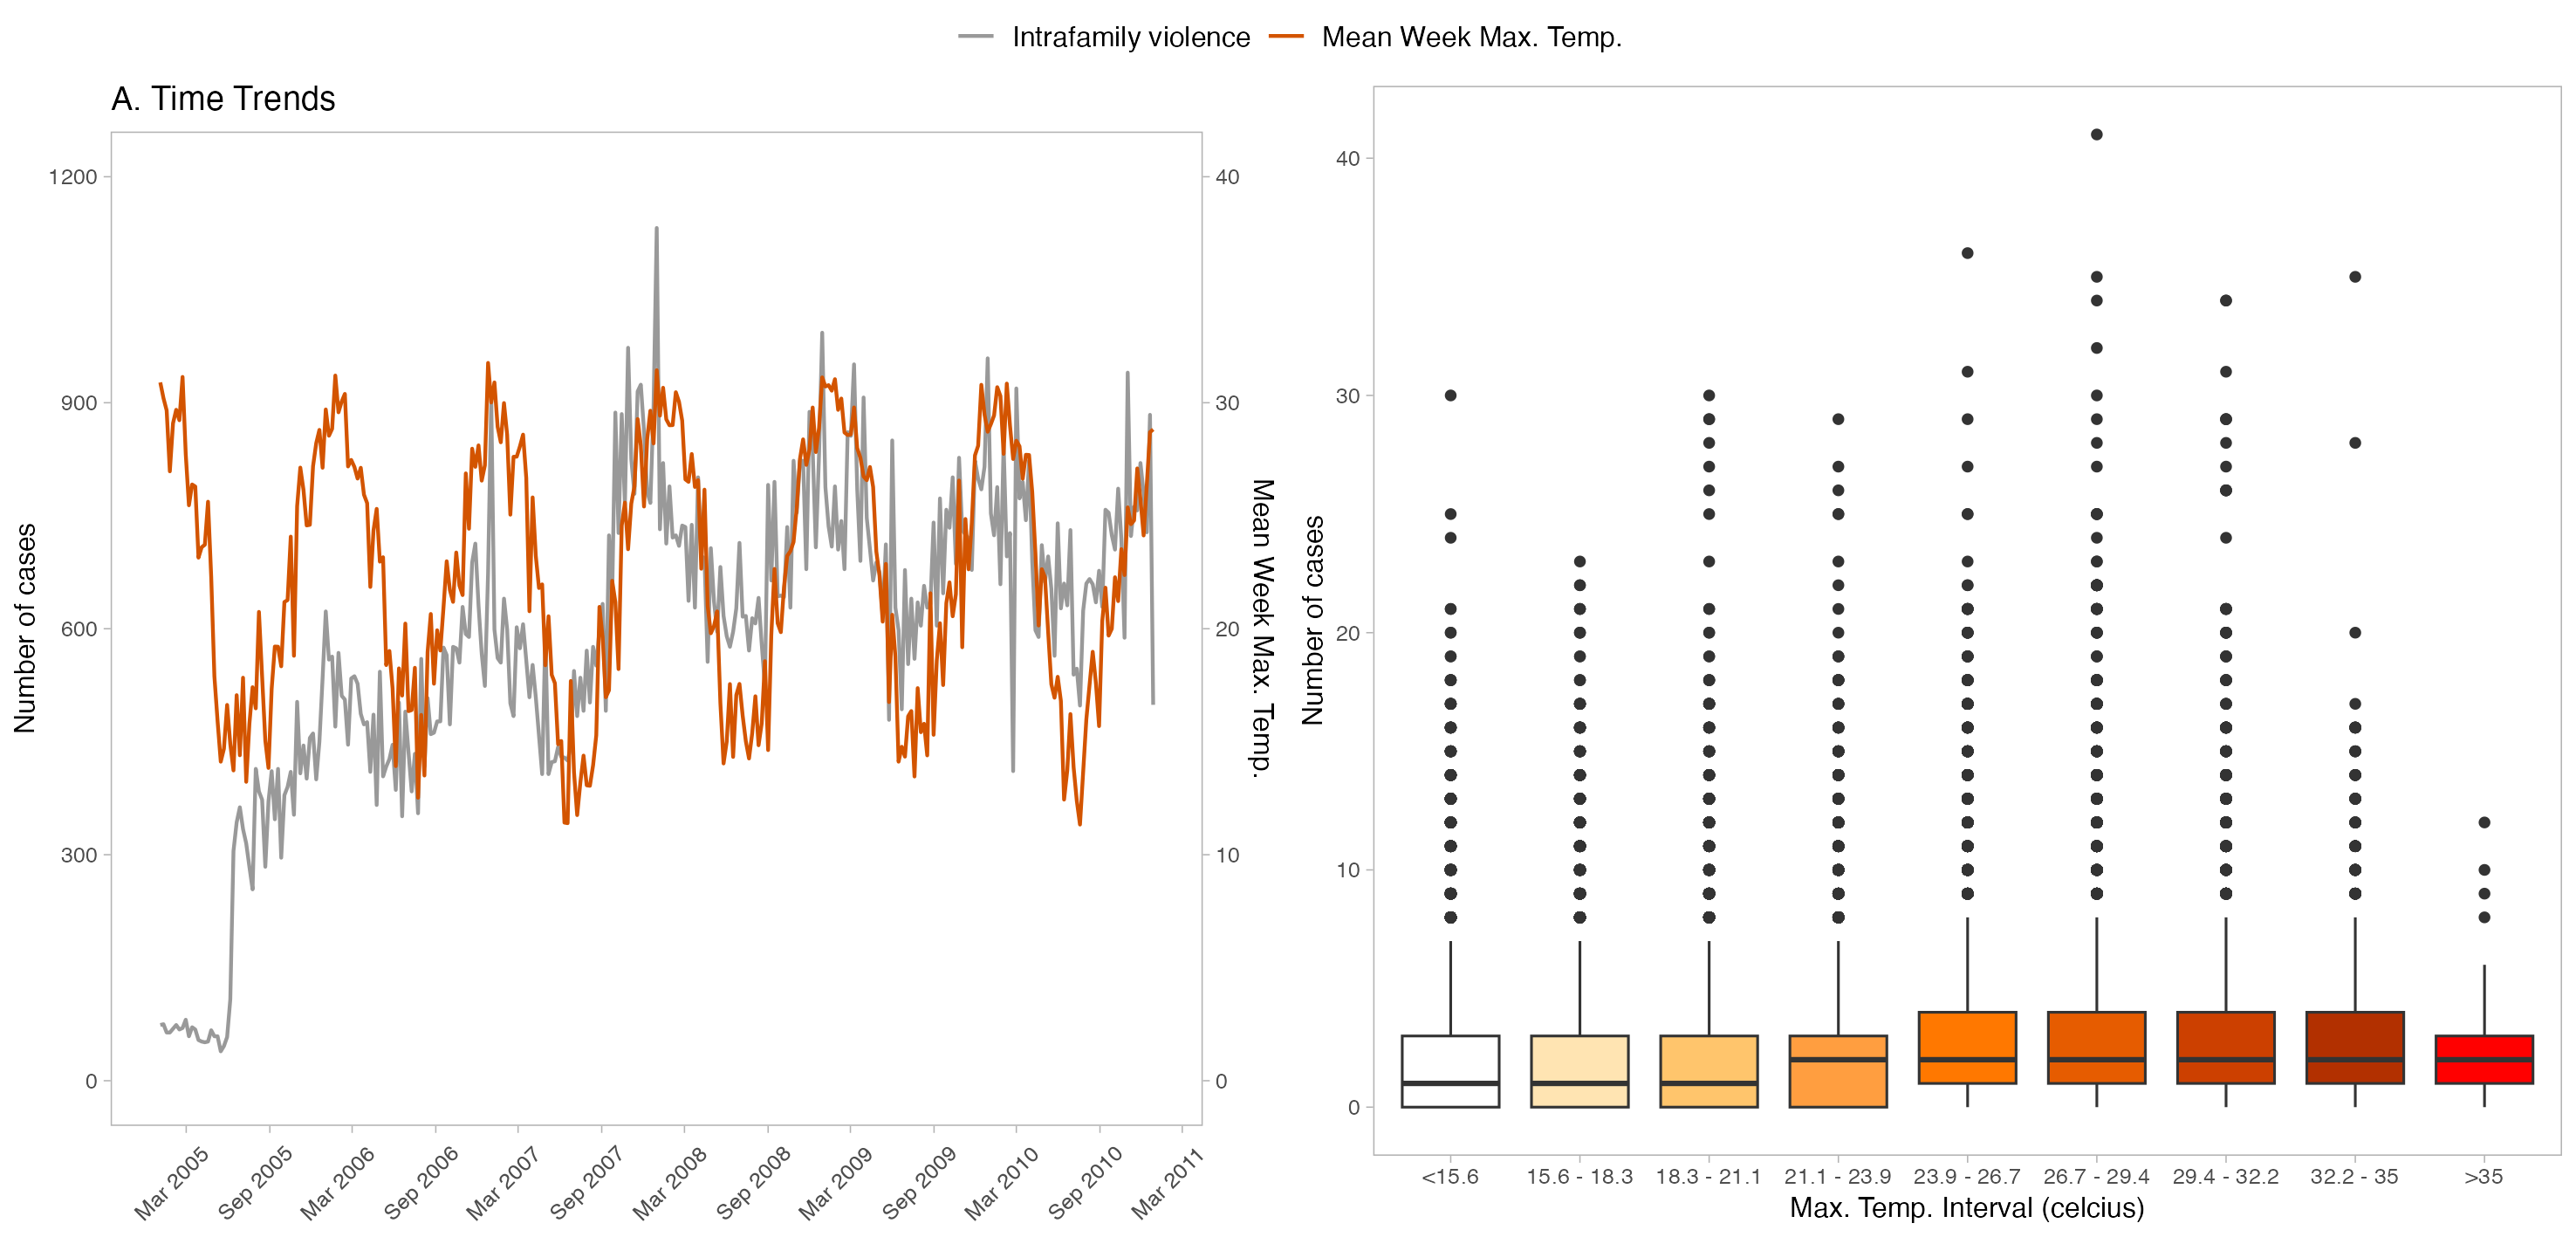 Intrafamily violence
Mean Week Max. Temp.
A. Time Trends
Number of cases
1200
900
600
300
0
40
30
20
10
0
Mean Week Max. Temp.
Mar 2005
Sep 2005
Mar 2006
Sep 2006
Mar 2007
Sep 2007
Mar 2008
Sep 2008
Mar 2009
Sep 2009
Mar 2010
Sep 2010
Mar 2011
Number of cases
40
30
20
10
0
<15.6
15.6 - 18.3
18.3 - 21.1
21.1 - 23.9
23.9 - 26.7
26.7 - 29.4
29.4 - 32.2
32.2 - 35
>35
Max. Temp. Interval (celcius)